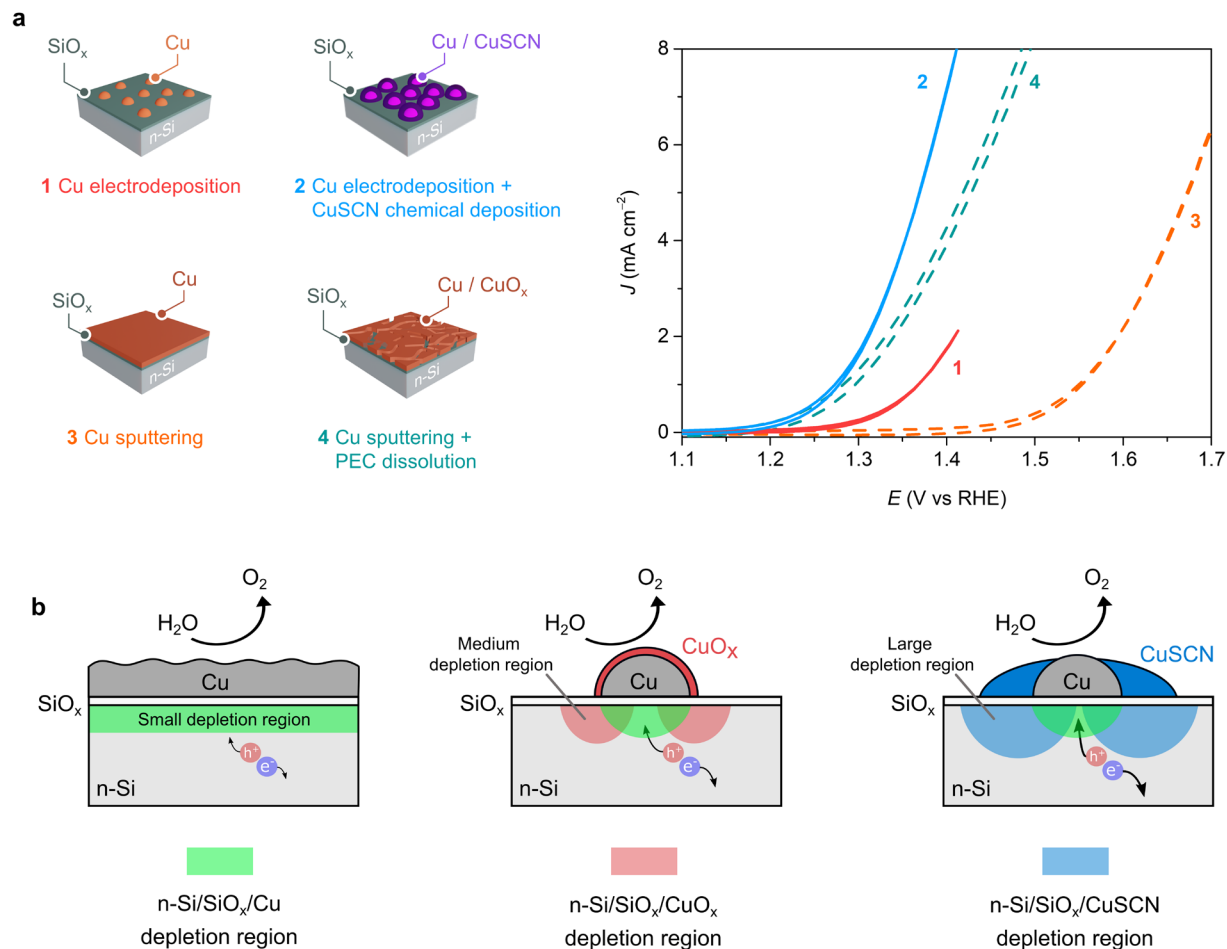 a
SiOₓ
Cu
n-Si
1 Cu electrodeposition
SiOₓ
Cu / CuSCN
n-Si
2 Cu electrodeposition +
CuSCN chemical deposition
SiOₓ
Cu
n-Si
3 Cu sputtering
SiOₓ
Cu / CuOₓ
n-Si
4 Cu sputtering +
PEC dissolution
J (mA cm⁻²)
8
6
4
2
0
2
4
3
1
1.1 1.2 1.3 1.4 1.5 1.6 1.7
E (V vs RHE)
b
O₂
H₂O
Cu
SiOₓ
Small depletion region
h⁺
e⁻
n-Si
n-Si/SiOₓ/Cu
depletion region
O₂
H₂O
Medium
depletion region
CuOₓ
Cu
SiOₓ
h⁺
e⁻
n-Si
n-Si/SiOₓ/CuOₓ
depletion region
O₂
H₂O
Large
depletion region
CuSCN
Cu
SiOₓ
h⁺
e⁻
n-Si
n-Si/SiOₓ/CuSCN
depletion region